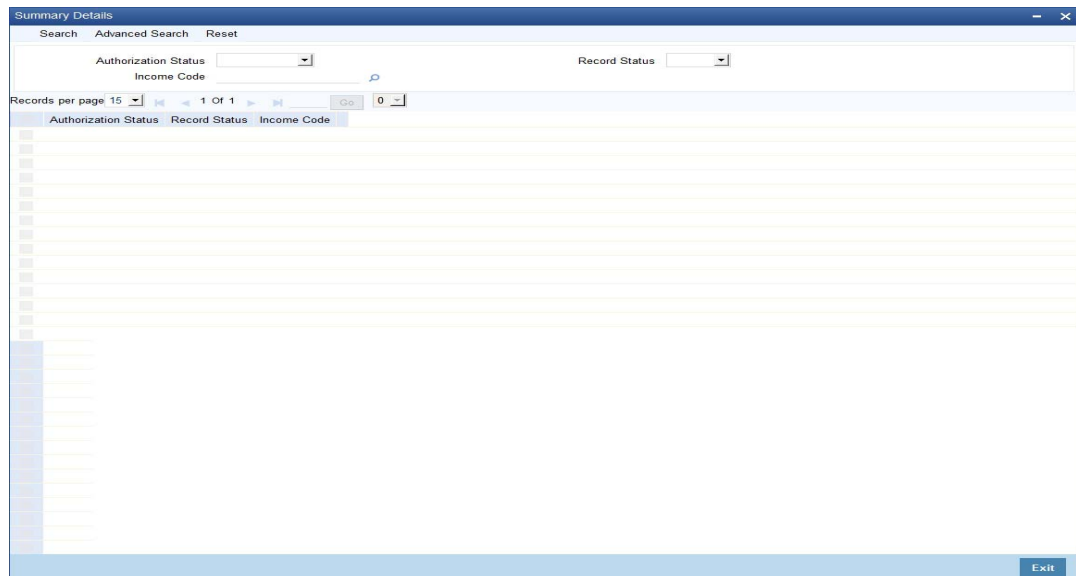 Summary Details
Search Advanced Search Reset
Authorization Status Record Status
Income Code
Records per page 15 1 Of 1 Go 0
Authorization Status Record Status Income Code
Exit